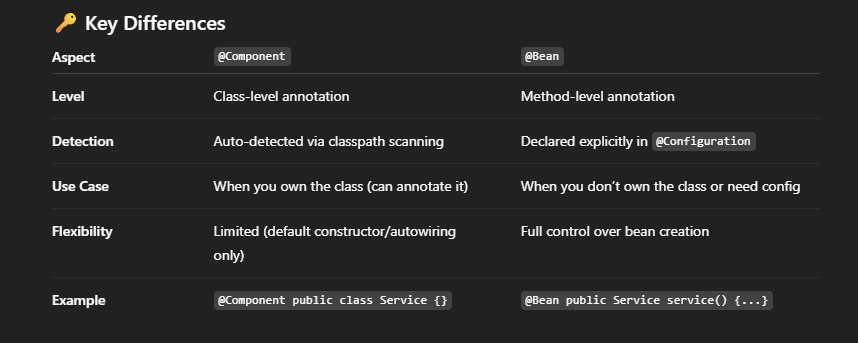 🔑 Key Differences
Aspect @Component @Bean
Level Class-level annotation Method-level annotation
Detection Auto-detected via classpath scanning Declared explicitly in @Configuration
Use Case When you own the class (can annotate it) When you don’t own the class or need config
Flexibility Limited (default constructor/autowiring Full control over bean creation
only)
Example @Component public class Service {} @Bean public Service service() {...}